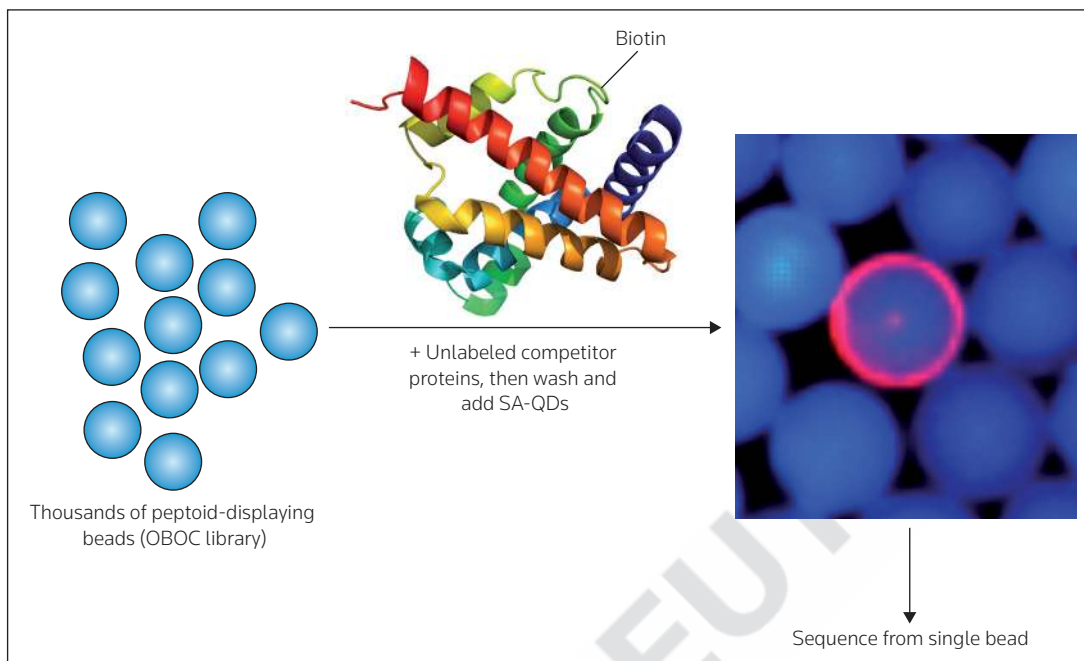 Biotin
+ Unlabeled competitor
proteins, then wash and
add SA-QDs
Thousands of peptoid-displaying
beads (OBOC library)
Sequence from single bead